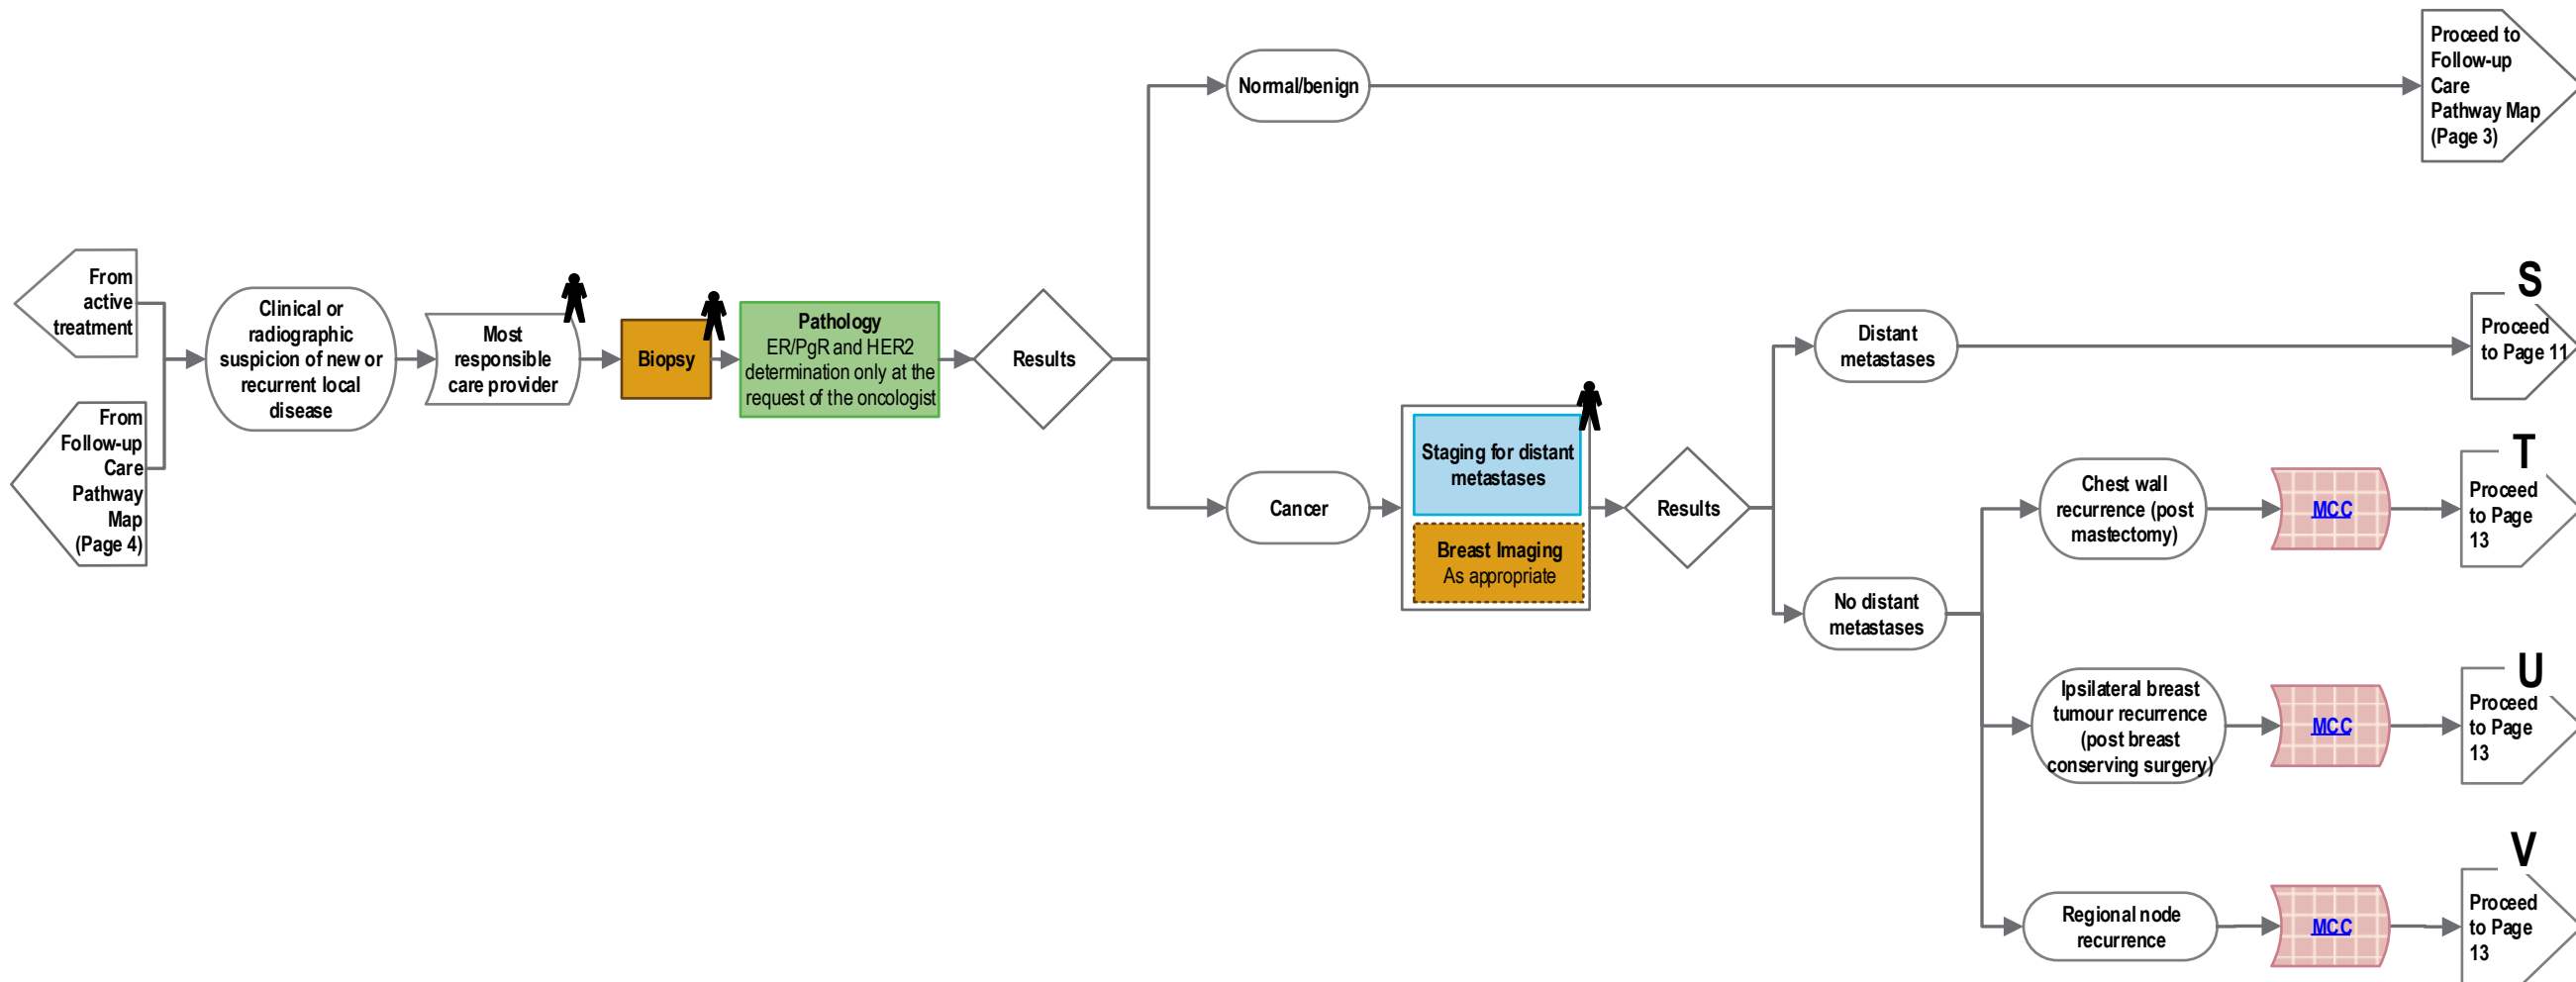 From
active
treatment
From
Follow-up
Care
Pathway
Map
(Page 4)
Clinical or
radiographic
suspicion of new or
recurrent local
disease
Most
responsible
care provider
Biopsy
Pathology
ER/PgR and HER2
determination only at the
request of the oncologist
Results
Normal/benign
Proceed to
Follow-up
Care
Pathway Map
(Page 3)
Cancer
Staging for distant
metastases
Breast Imaging
As appropriate
Results
Distant
metastases
S
Proceed
to Page 11
No distant
metastases
Chest wall
recurrence (post
mastectomy)
MCC
T
Proceed
to Page
13
Ipsilateral breast
tumour recurrence
(post breast
conserving surgery)
MCC
U
Proceed
to Page
13
Regional node
recurrence
MCC
V
Proceed
to Page
13